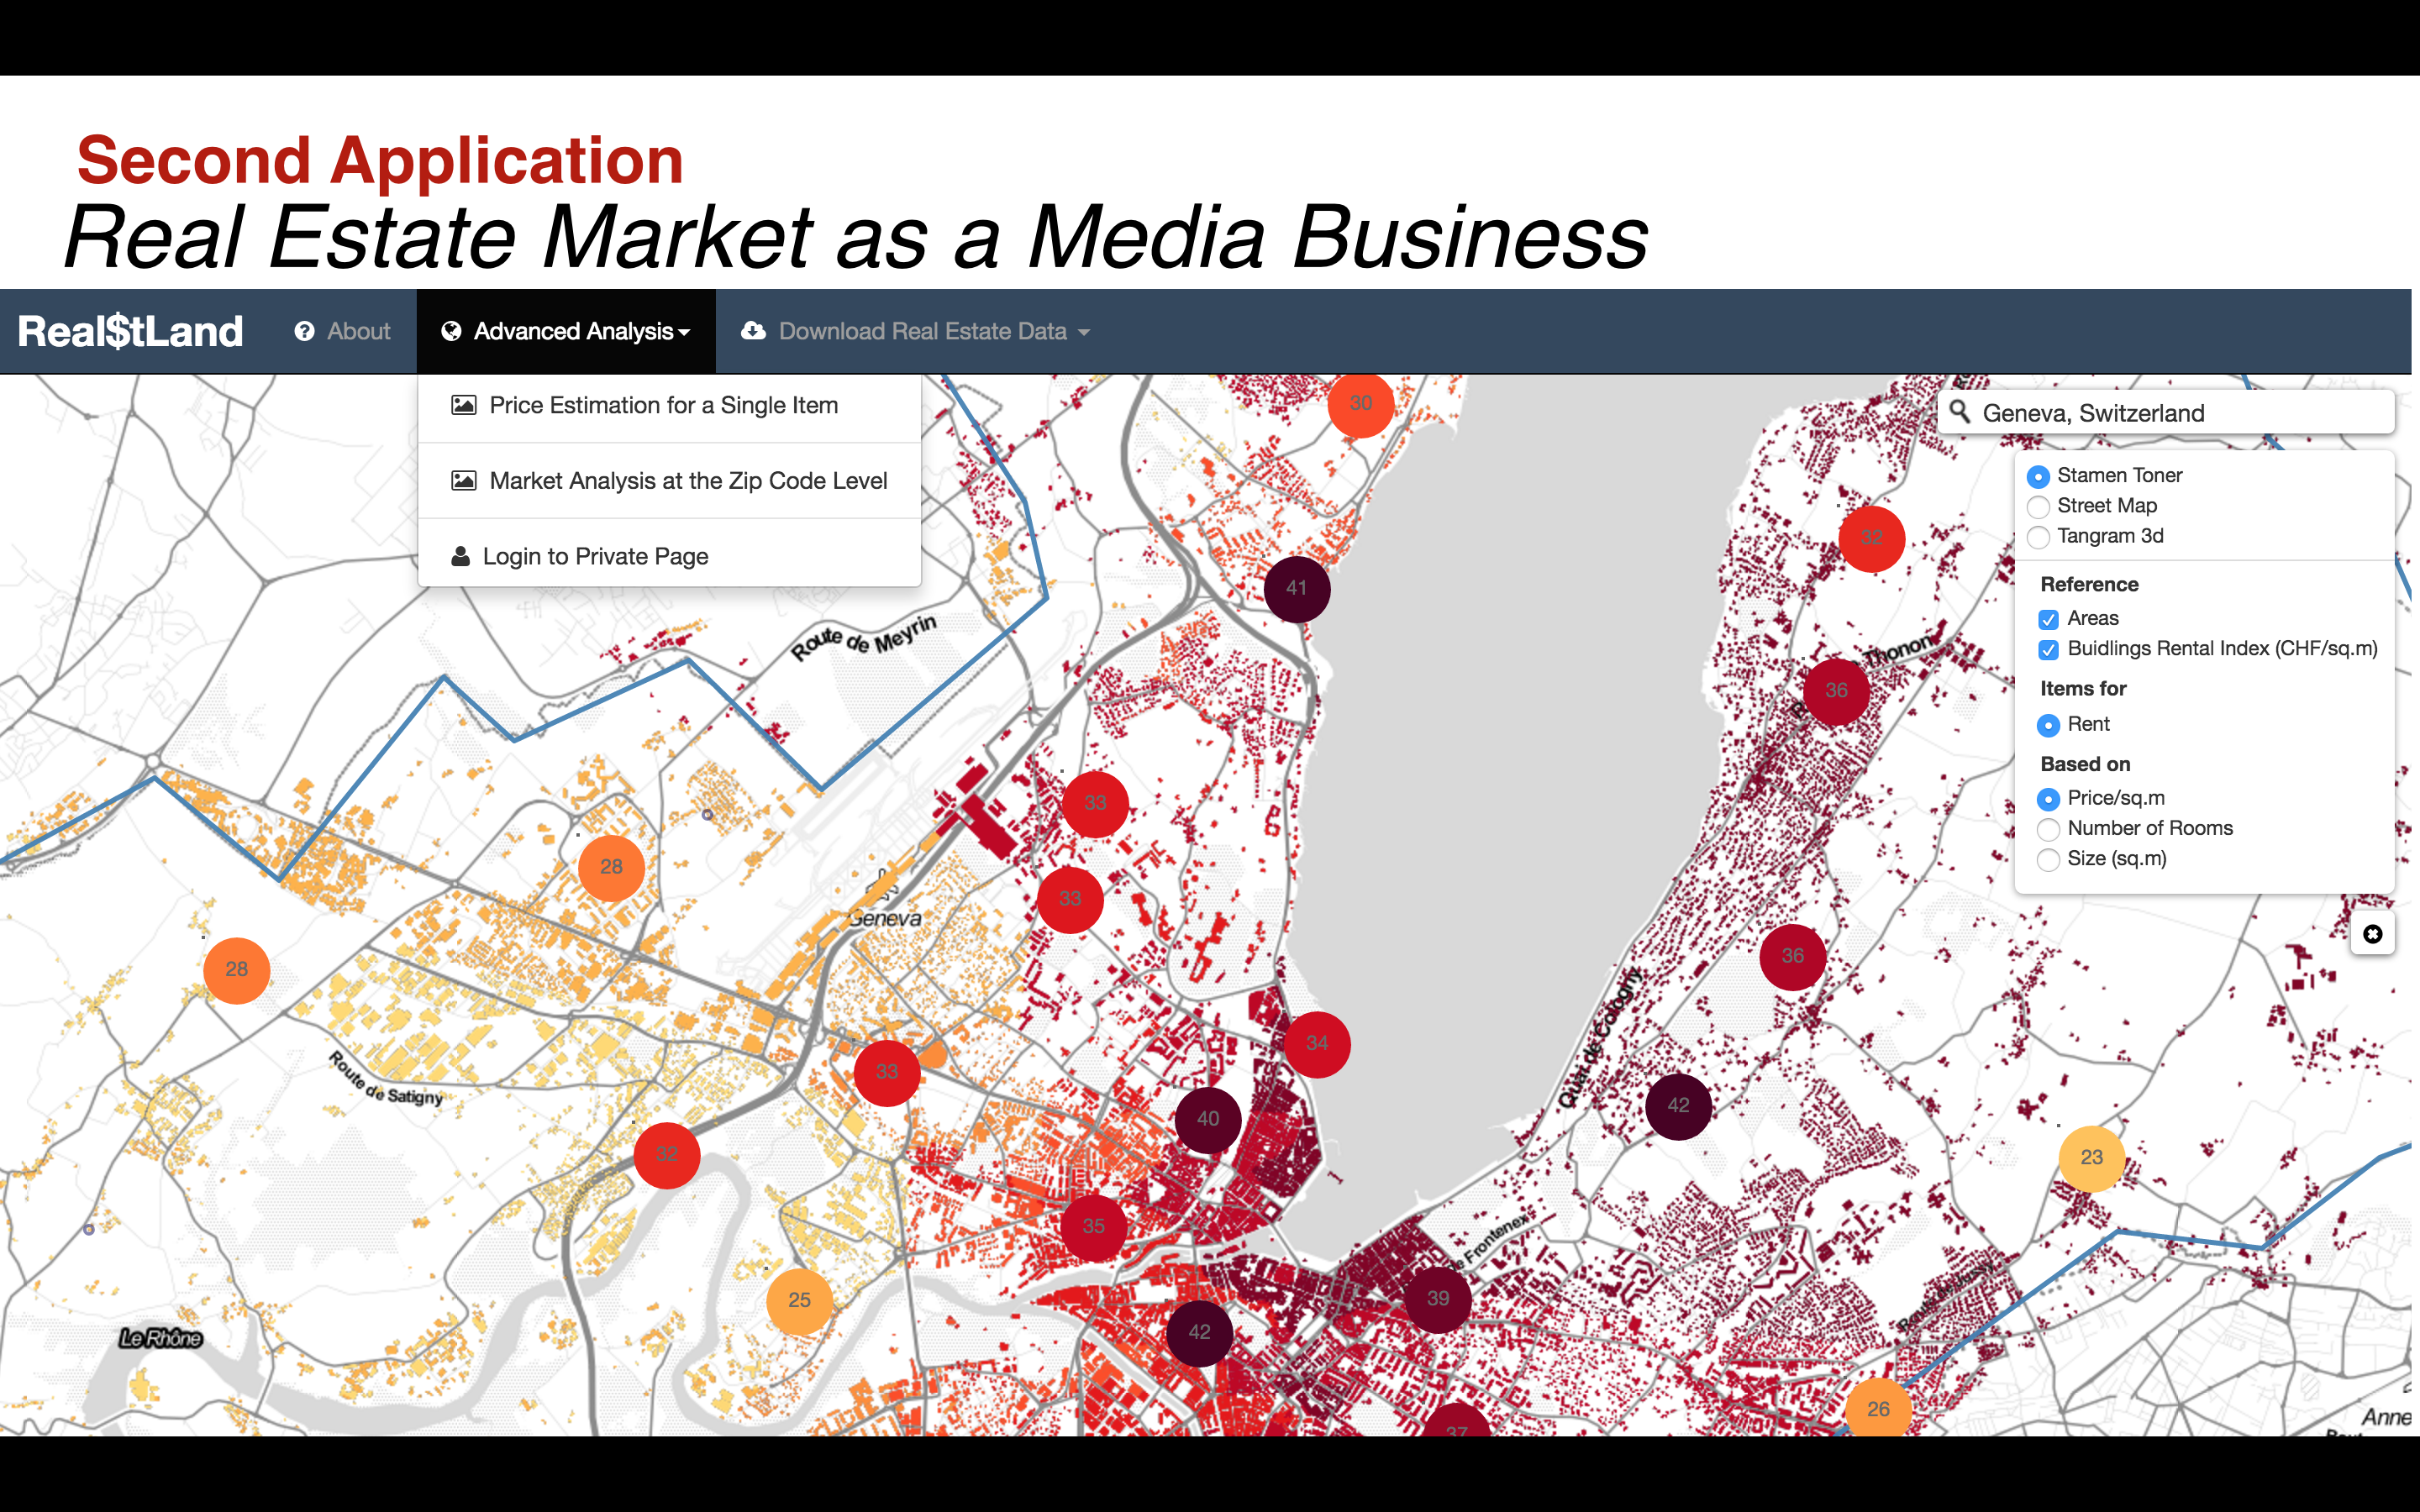 Second Application
Real Estate Market as a Media Business
Real$tLand
About
Advanced Analysis
Download Real Estate Data
Price Estimation for a Single Item
Market Analysis at the Zip Code Level
Login to Private Page
Geneva, Switzerland
Stamen Toner
Street Map
Tangram 3d
Reference
Areas
Buidlings Rental Index (CHF/sq.m)
Items for
Rent
Based on
Price/sq.m
Number of Rooms
Size (sq.m)
30
32
41
Route de Meyrin
Thonon
36
33
28
33
Geneva
28
36
Quai de Cologny
34
33
Route de Satigny
40
42
32
23
35
de Frontenex
25
39
Le Rhône
42
26
Anne
37